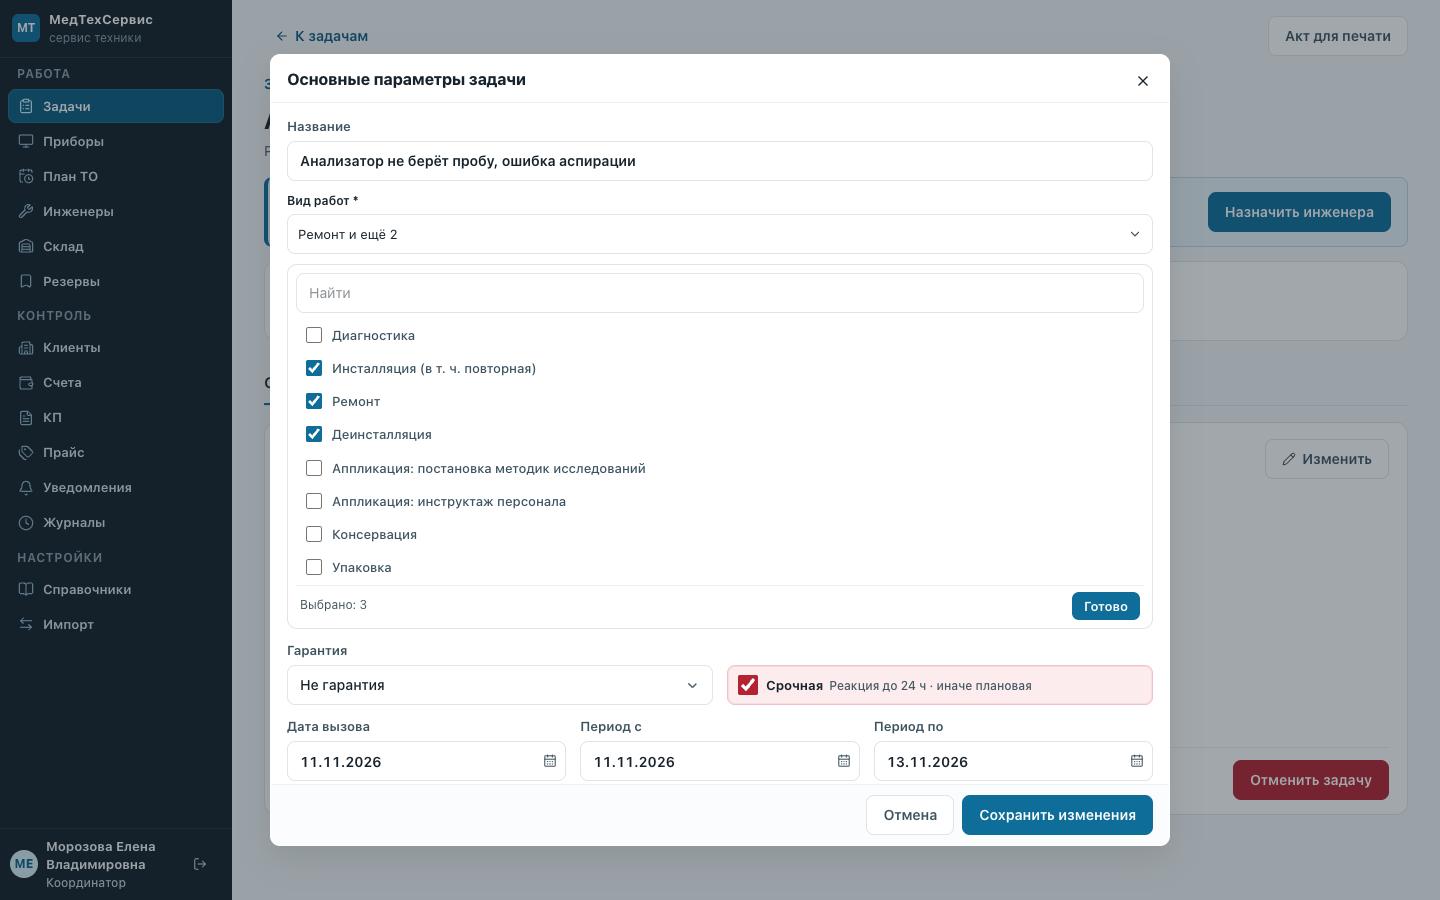 МТ
МедТехСервис
сервис техники
РАБОТА
Задачи
Приборы
План ТО
Инженеры
Склад
Резервы
КОНТРОЛЬ
Клиенты
Счета
КП
Прайс
Уведомления
Журналы
НАСТРОЙКИ
Справочники
Импорт
МЕ
Морозова Елена
Владимировна
Координатор
К задачам
Акт для печати
Назначить инженера
Изменить
Отменить задачу
Основные параметры задачи
Название
Анализатор не берёт пробу, ошибка аспирации
Вид работ *
Ремонт и ещё 2
Найти
Диагностика
Инсталляция (в т. ч. повторная)
Ремонт
Деинсталляция
Аппликация: постановка методик исследований
Аппликация: инструктаж персонала
Консервация
Упаковка
Выбрано: 3
Готово
Гарантия
Не гарантия
Срочная Реакция до 24 ч · иначе плановая
Дата вызова
Период с
Период по
11.11.2026
11.11.2026
13.11.2026
Отмена
Сохранить изменения